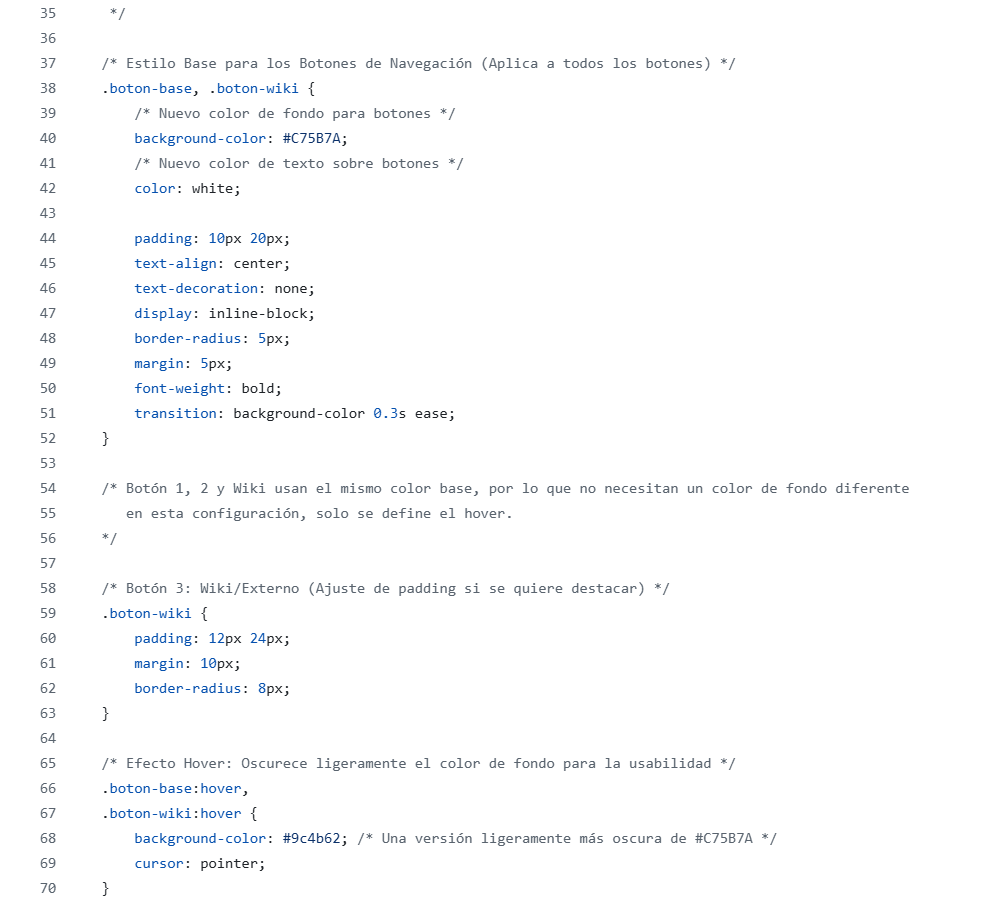 35 */
36
37 /* Estilo Base para los Botones de Navegación (Aplica a todos los botones) */
38 .boton-base, .boton-wiki {
39 /* Nuevo color de fondo para botones */
40 background-color: #C75B7A;
41 /* Nuevo color de texto sobre botones */
42 color: white;
43
44 padding: 10px 20px;
45 text-align: center;
46 text-decoration: none;
47 display: inline-block;
48 border-radius: 5px;
49 margin: 5px;
50 font-weight: bold;
51 transition: background-color 0.3s ease;
52 }
53
54 /* Botón 1, 2 y Wiki usan el mismo color base, por lo que no necesitan un color de fondo diferente
55 en esta configuración, solo se define el hover.
56 */
57
58 /* Botón 3: Wiki/Externo (Ajuste de padding si se quiere destacar) */
59 .boton-wiki {
60 padding: 12px 24px;
61 margin: 10px;
62 border-radius: 8px;
63 }
64
65 /* Efecto Hover: Oscurece ligeramente el color de fondo para la usabilidad */
66 .boton-base:hover,
67 .boton-wiki:hover {
68 background-color: #9c4b62; /* Una versión ligeramente más oscura de #C75B7A */
69 cursor: pointer;
70 }